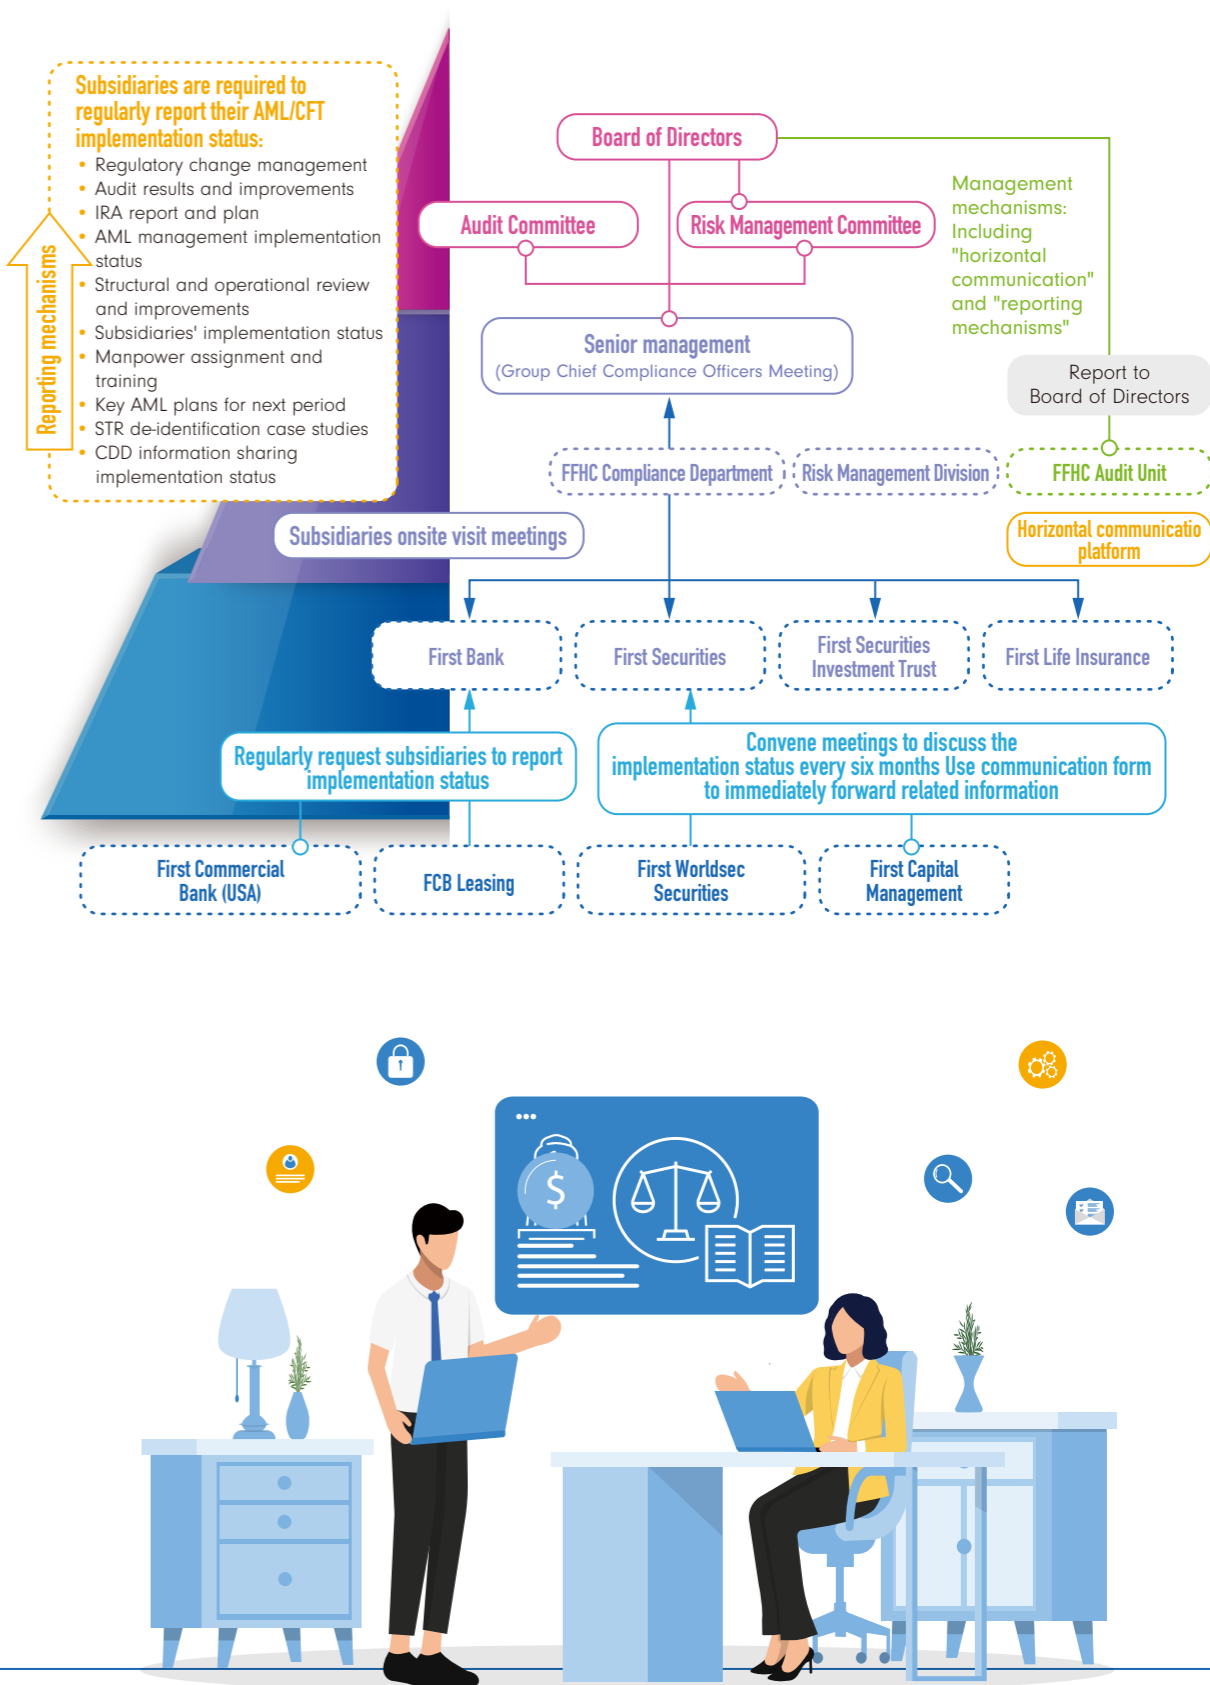 Subsidiaries are required to
regularly report their AML/CFT
implementation status:
• Regulatory change management
• Audit results and improvements
• IRA report and plan
• AML management implementation
status
• Structural and operational review
and improvements
• Subsidiaries' implementation status
• Manpower assignment and
training
• Key AML plans for next period
• STR de-identification case studies
• CDD information sharing
implementation status
Reporting mechanisms
Board of Directors
Audit Committee
Risk Management Committee
Management
mechanisms:
Including
"horizontal
communication"
and "reporting
mechanisms"
Senior management
(Group Chief Compliance Officers Meeting)
Report to
Board of Directors
FFHC Compliance Department
Risk Management Division
FFHC Audit Unit
Subsidiaries onsite visit meetings
Horizontal communicatio
platform
First Bank
First Securities
First Securities
Investment Trust
First Life Insurance
Regularly request subsidiaries to report
implementation status
Convene meetings to discuss the
implementation status every six months Use communication form
to immediately forward related information
First Commercial
Bank (USA)
FCB Leasing
First Worldsec
Securities
First Capital
Management
$